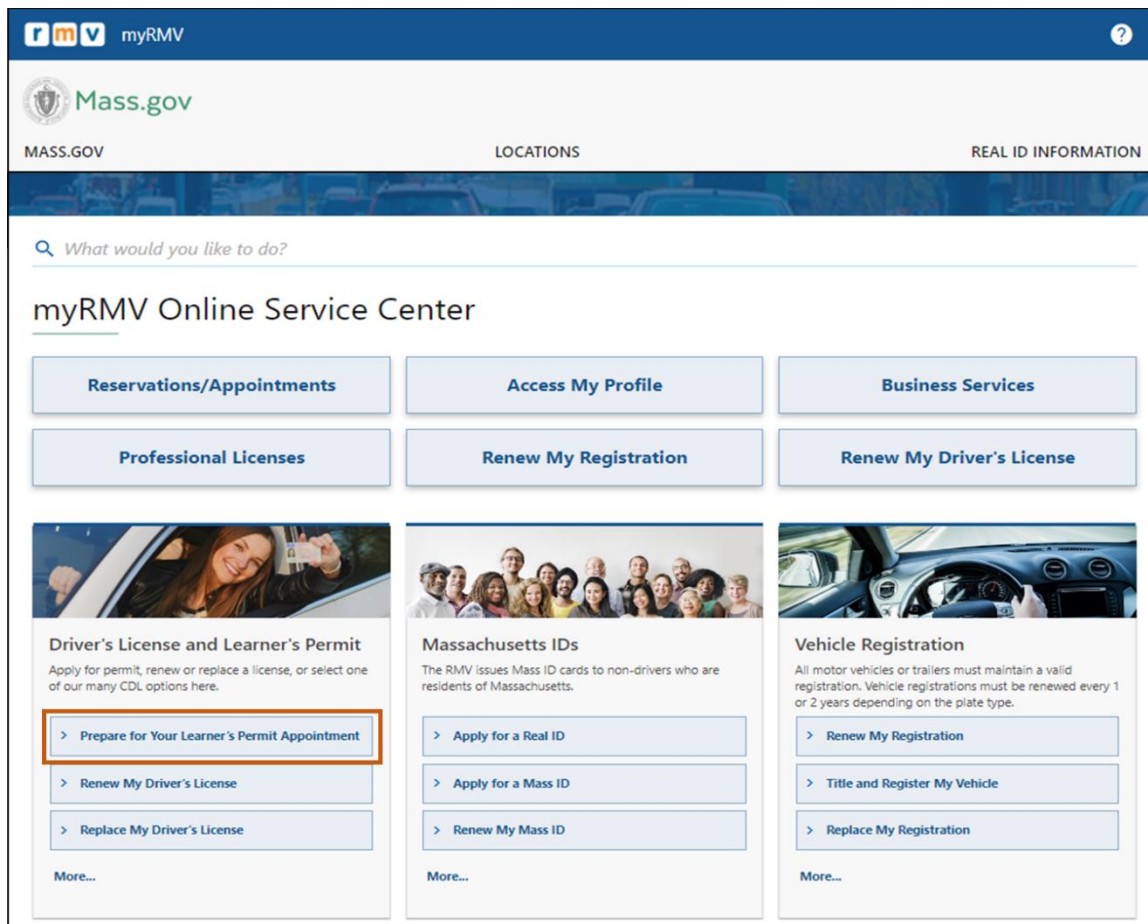 rmv myRMV ?
Mass.gov
MASS.GOV LOCATIONS REAL ID INFORMATION
What would you like to do?
myRMV Online Service Center
Reservations/Appointments Access My Profile Business Services
Professional Licenses Renew My Registration Renew My Driver's License
Driver's License and Learner's Permit
Apply for permit, renew or replace a license, or select one
of our many CDL options here.
> Prepare for Your Learner's Permit Appointment
> Renew My Driver's License
> Replace My Driver's License
More...
Massachusetts IDs
The RMV issues Mass ID cards to non-drivers who are
residents of Massachusetts.
> Apply for a Real ID
> Apply for a Mass ID
> Renew My Mass ID
More...
Vehicle Registration
All motor vehicles or trailers must maintain a valid
registration. Vehicle registrations must be renewed every 1
or 2 years depending on the plate type.
> Renew My Registration
> Title and Register My Vehicle
> Replace My Registration
More...